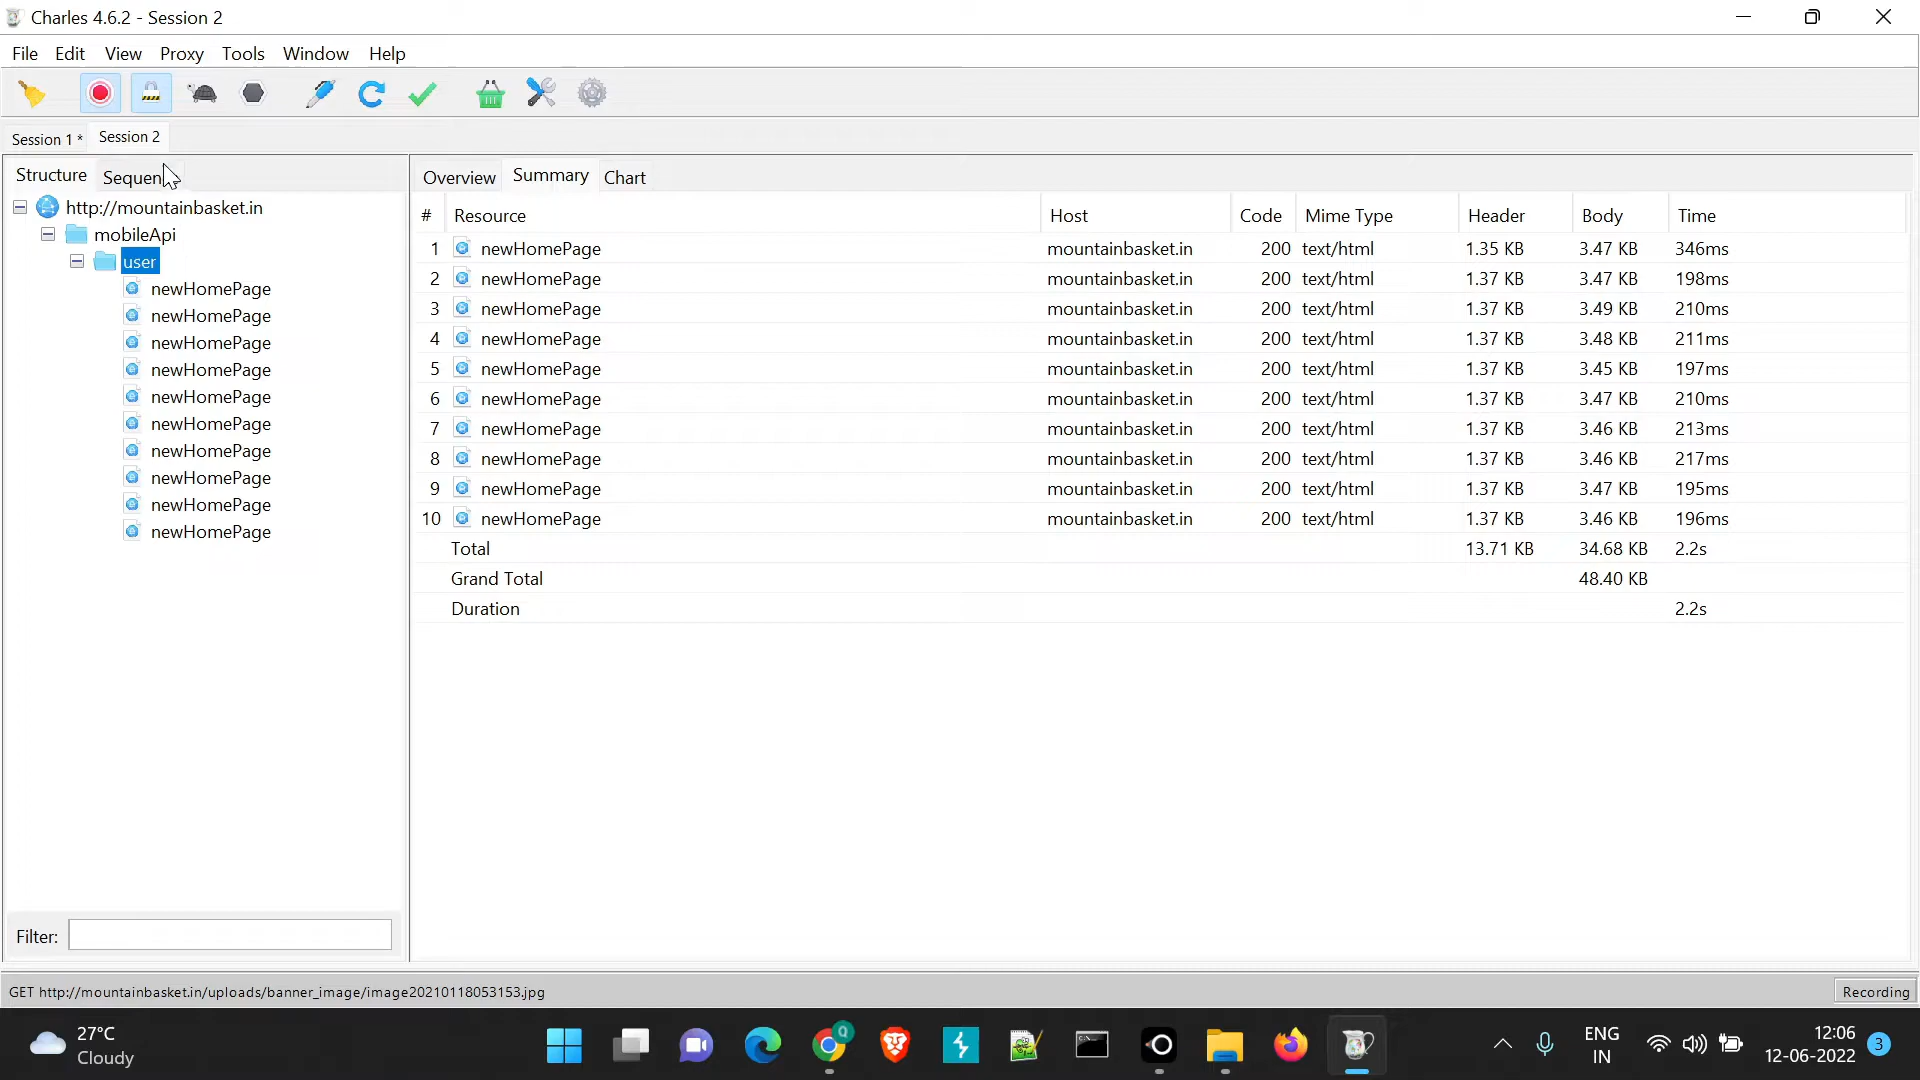 Charles 4.6.2 - Session 2
File Edit View Proxy Tools Window Help
Session 1 * Session 2
Structure Sequen
Overview Summary Chart
http://mountainbasket.in
mobileApi
user
newHomePage
newHomePage
newHomePage
newHomePage
newHomePage
newHomePage
newHomePage
newHomePage
newHomePage
newHomePage
Filter:
# Resource Host Code Mime Type Header Body Time
1 newHomePage mountainbasket.in 200 text/html 1.35 KB 3.47 KB 346ms
2 newHomePage mountainbasket.in 200 text/html 1.37 KB 3.47 KB 198ms
3 newHomePage mountainbasket.in 200 text/html 1.37 KB 3.49 KB 210ms
4 newHomePage mountainbasket.in 200 text/html 1.37 KB 3.48 KB 211ms
5 newHomePage mountainbasket.in 200 text/html 1.37 KB 3.45 KB 197ms
6 newHomePage mountainbasket.in 200 text/html 1.37 KB 3.47 KB 210ms
7 newHomePage mountainbasket.in 200 text/html 1.37 KB 3.46 KB 213ms
8 newHomePage mountainbasket.in 200 text/html 1.37 KB 3.46 KB 217ms
9 newHomePage mountainbasket.in 200 text/html 1.37 KB 3.47 KB 195ms
10 newHomePage mountainbasket.in 200 text/html 1.37 KB 3.46 KB 196ms
Total 13.71 KB 34.68 KB 2.2s
Grand Total 48.40 KB
Duration 2.2s
GET http://mountainbasket.in/uploads/banner_image/image20210118053153.jpg Recording
27°C
Cloudy
Q
ENG
IN
12:06
12-06-2022
3